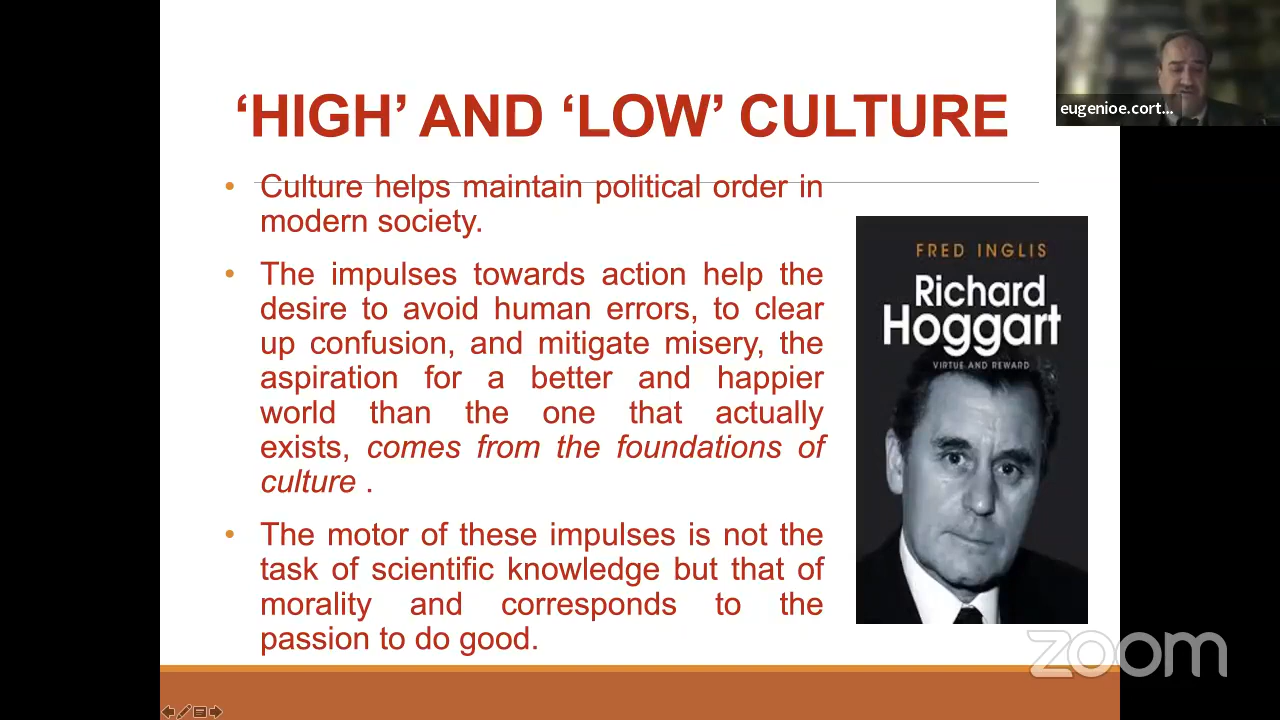 ‘HIGH’ AND ‘LOW’ CULTURE
eugenioe.cort...
• Culture helps maintain political order in
modern society.
• The impulses towards action help the
desire to avoid human errors, to clear
up confusion, and mitigate misery, the
aspiration for a better and happier
world than the one that actually
exists, comes from the foundations of
culture .
• The motor of these impulses is not the
task of scientific knowledge but that of
morality and corresponds to the
passion to do good.
FRED INGLIS
Richard
Hoggart
VIRTUE AND REWARD
zoom